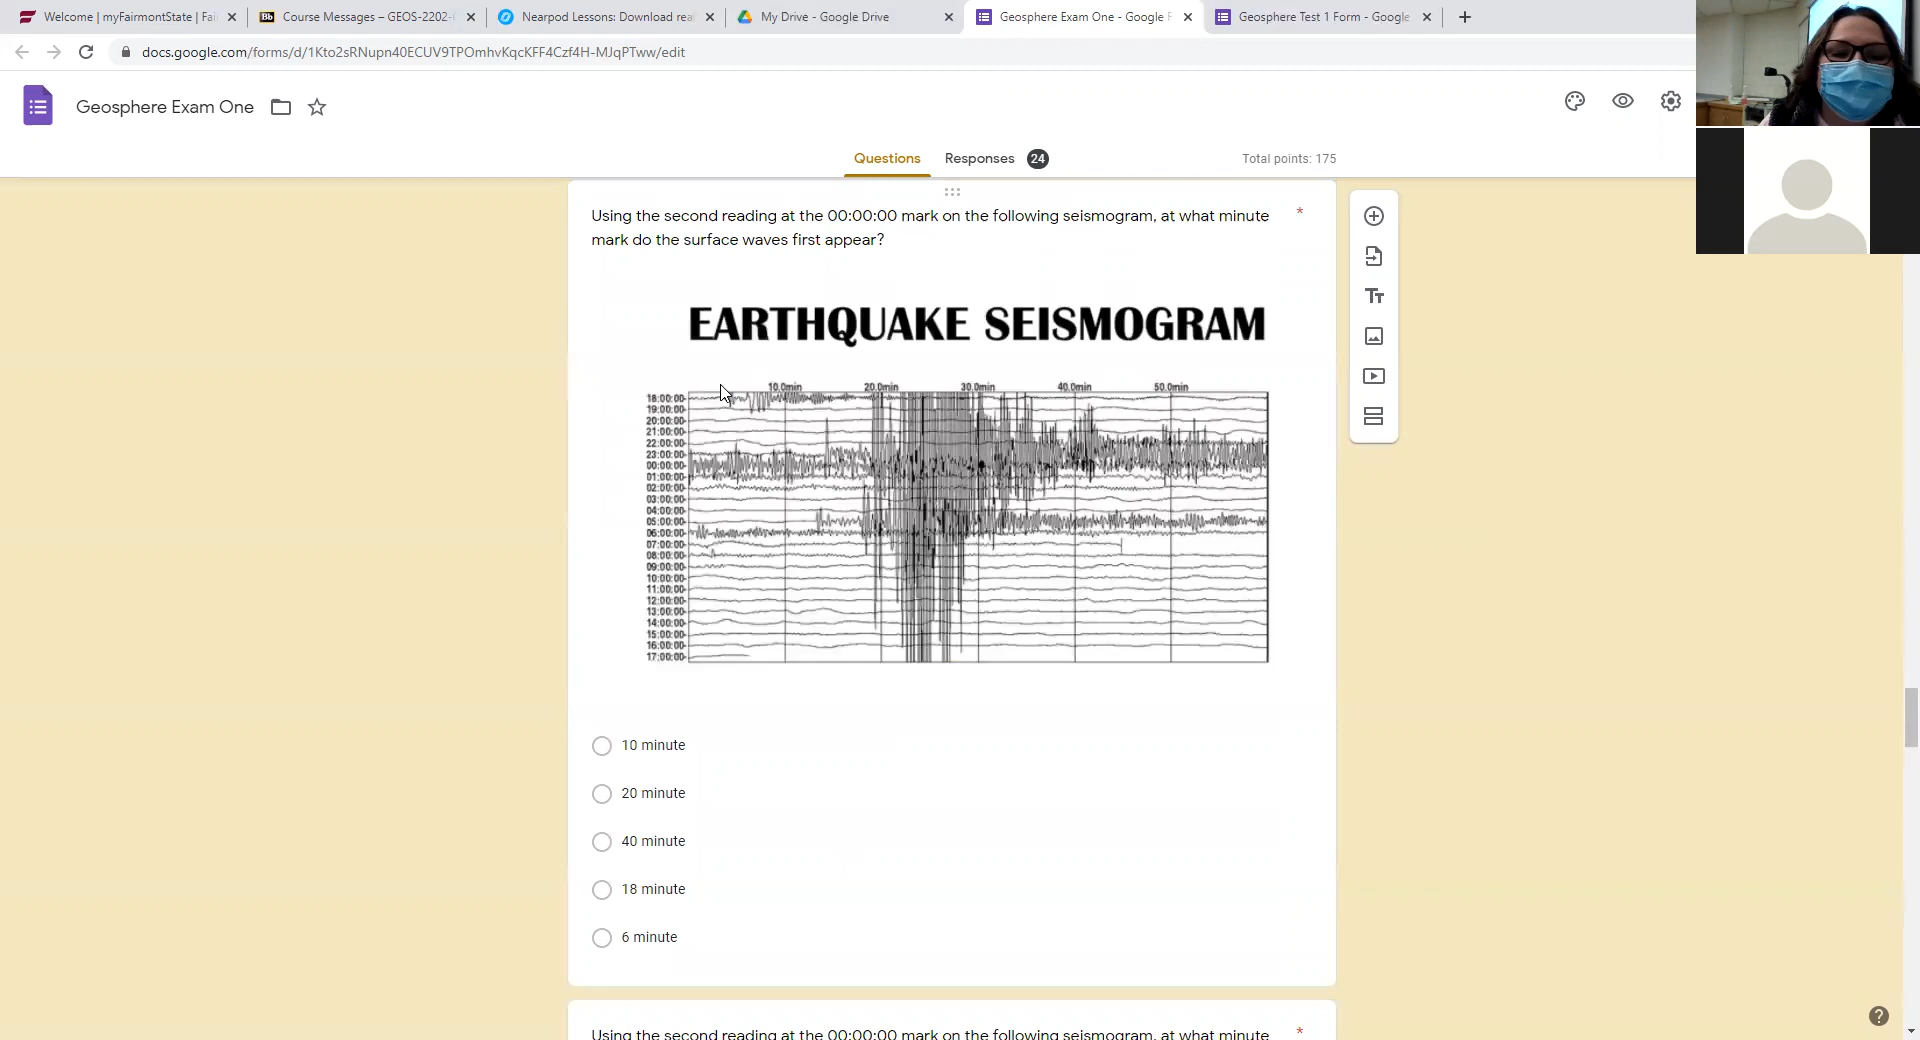 Welcome | myFairmontState | Fai
Bb Course Messages – GEOS-2202-
Nearpod Lessons: Download rea
My Drive - Google Drive
Geosphere Exam One - Google F
Geosphere Test 1 Form - Google
docs.google.com/forms/d/1Kto2sRNupn40ECUV9TPOmhvKqcKFF4Czf4H-MJqPTww/edit
Geosphere Exam One
Questions Responses 24 Total points: 175
Using the second reading at the 00:00:00 mark on the following seismogram, at what minute *
mark do the surface waves first appear?
EARTHQUAKE SEISMOGRAM
10.0min 20.0min 30.0min 40.0min 50.0min
18:00:00
19:00:00
20:00:00
21:00:00
22:00:00
23:00:00
00:00:00
01:00:00
02:00:00
03:00:00
04:00:00
05:00:00
06:00:00
07:00:00
08:00:00
09:00:00
10:00:00
11:00:00
12:00:00
13:00:00
14:00:00
15:00:00
16:00:00
17:00:00
10 minute
20 minute
40 minute
18 minute
6 minute
Using the second reading at the 00:00:00 mark on the following seismogram, at what minute *